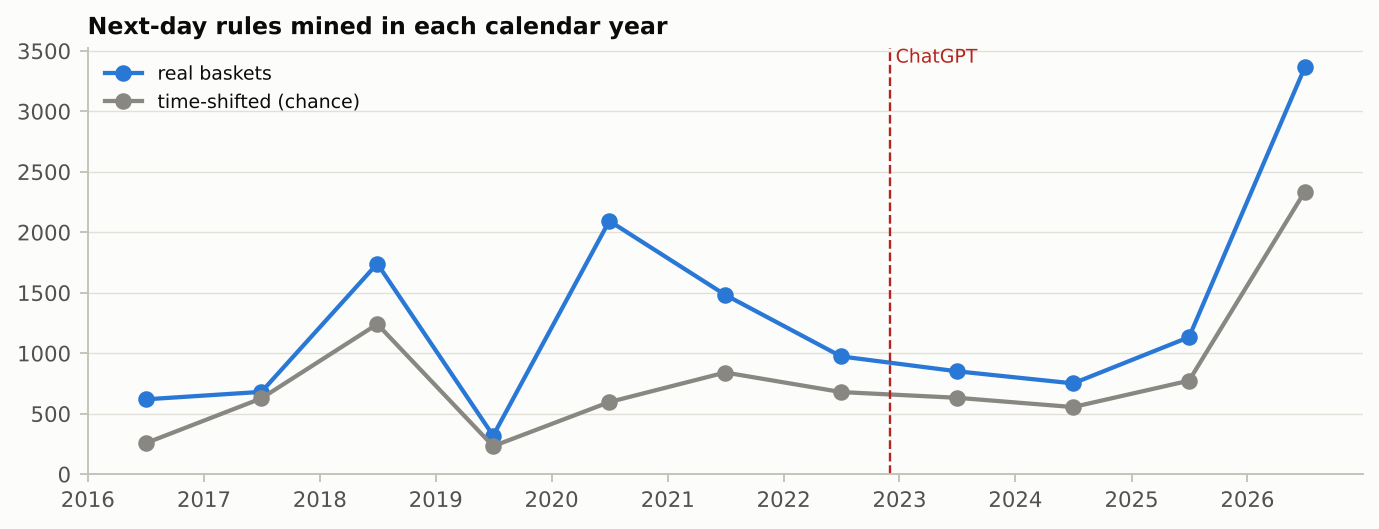 Next-day rules mined in each calendar year
3500
ChatGPT
real baskets
time-shifted (chance)
3000
2500
2000
1500
1000
500
0
2016 2017 2018 2019 2020 2021 2022 2023 2024 2025 2026